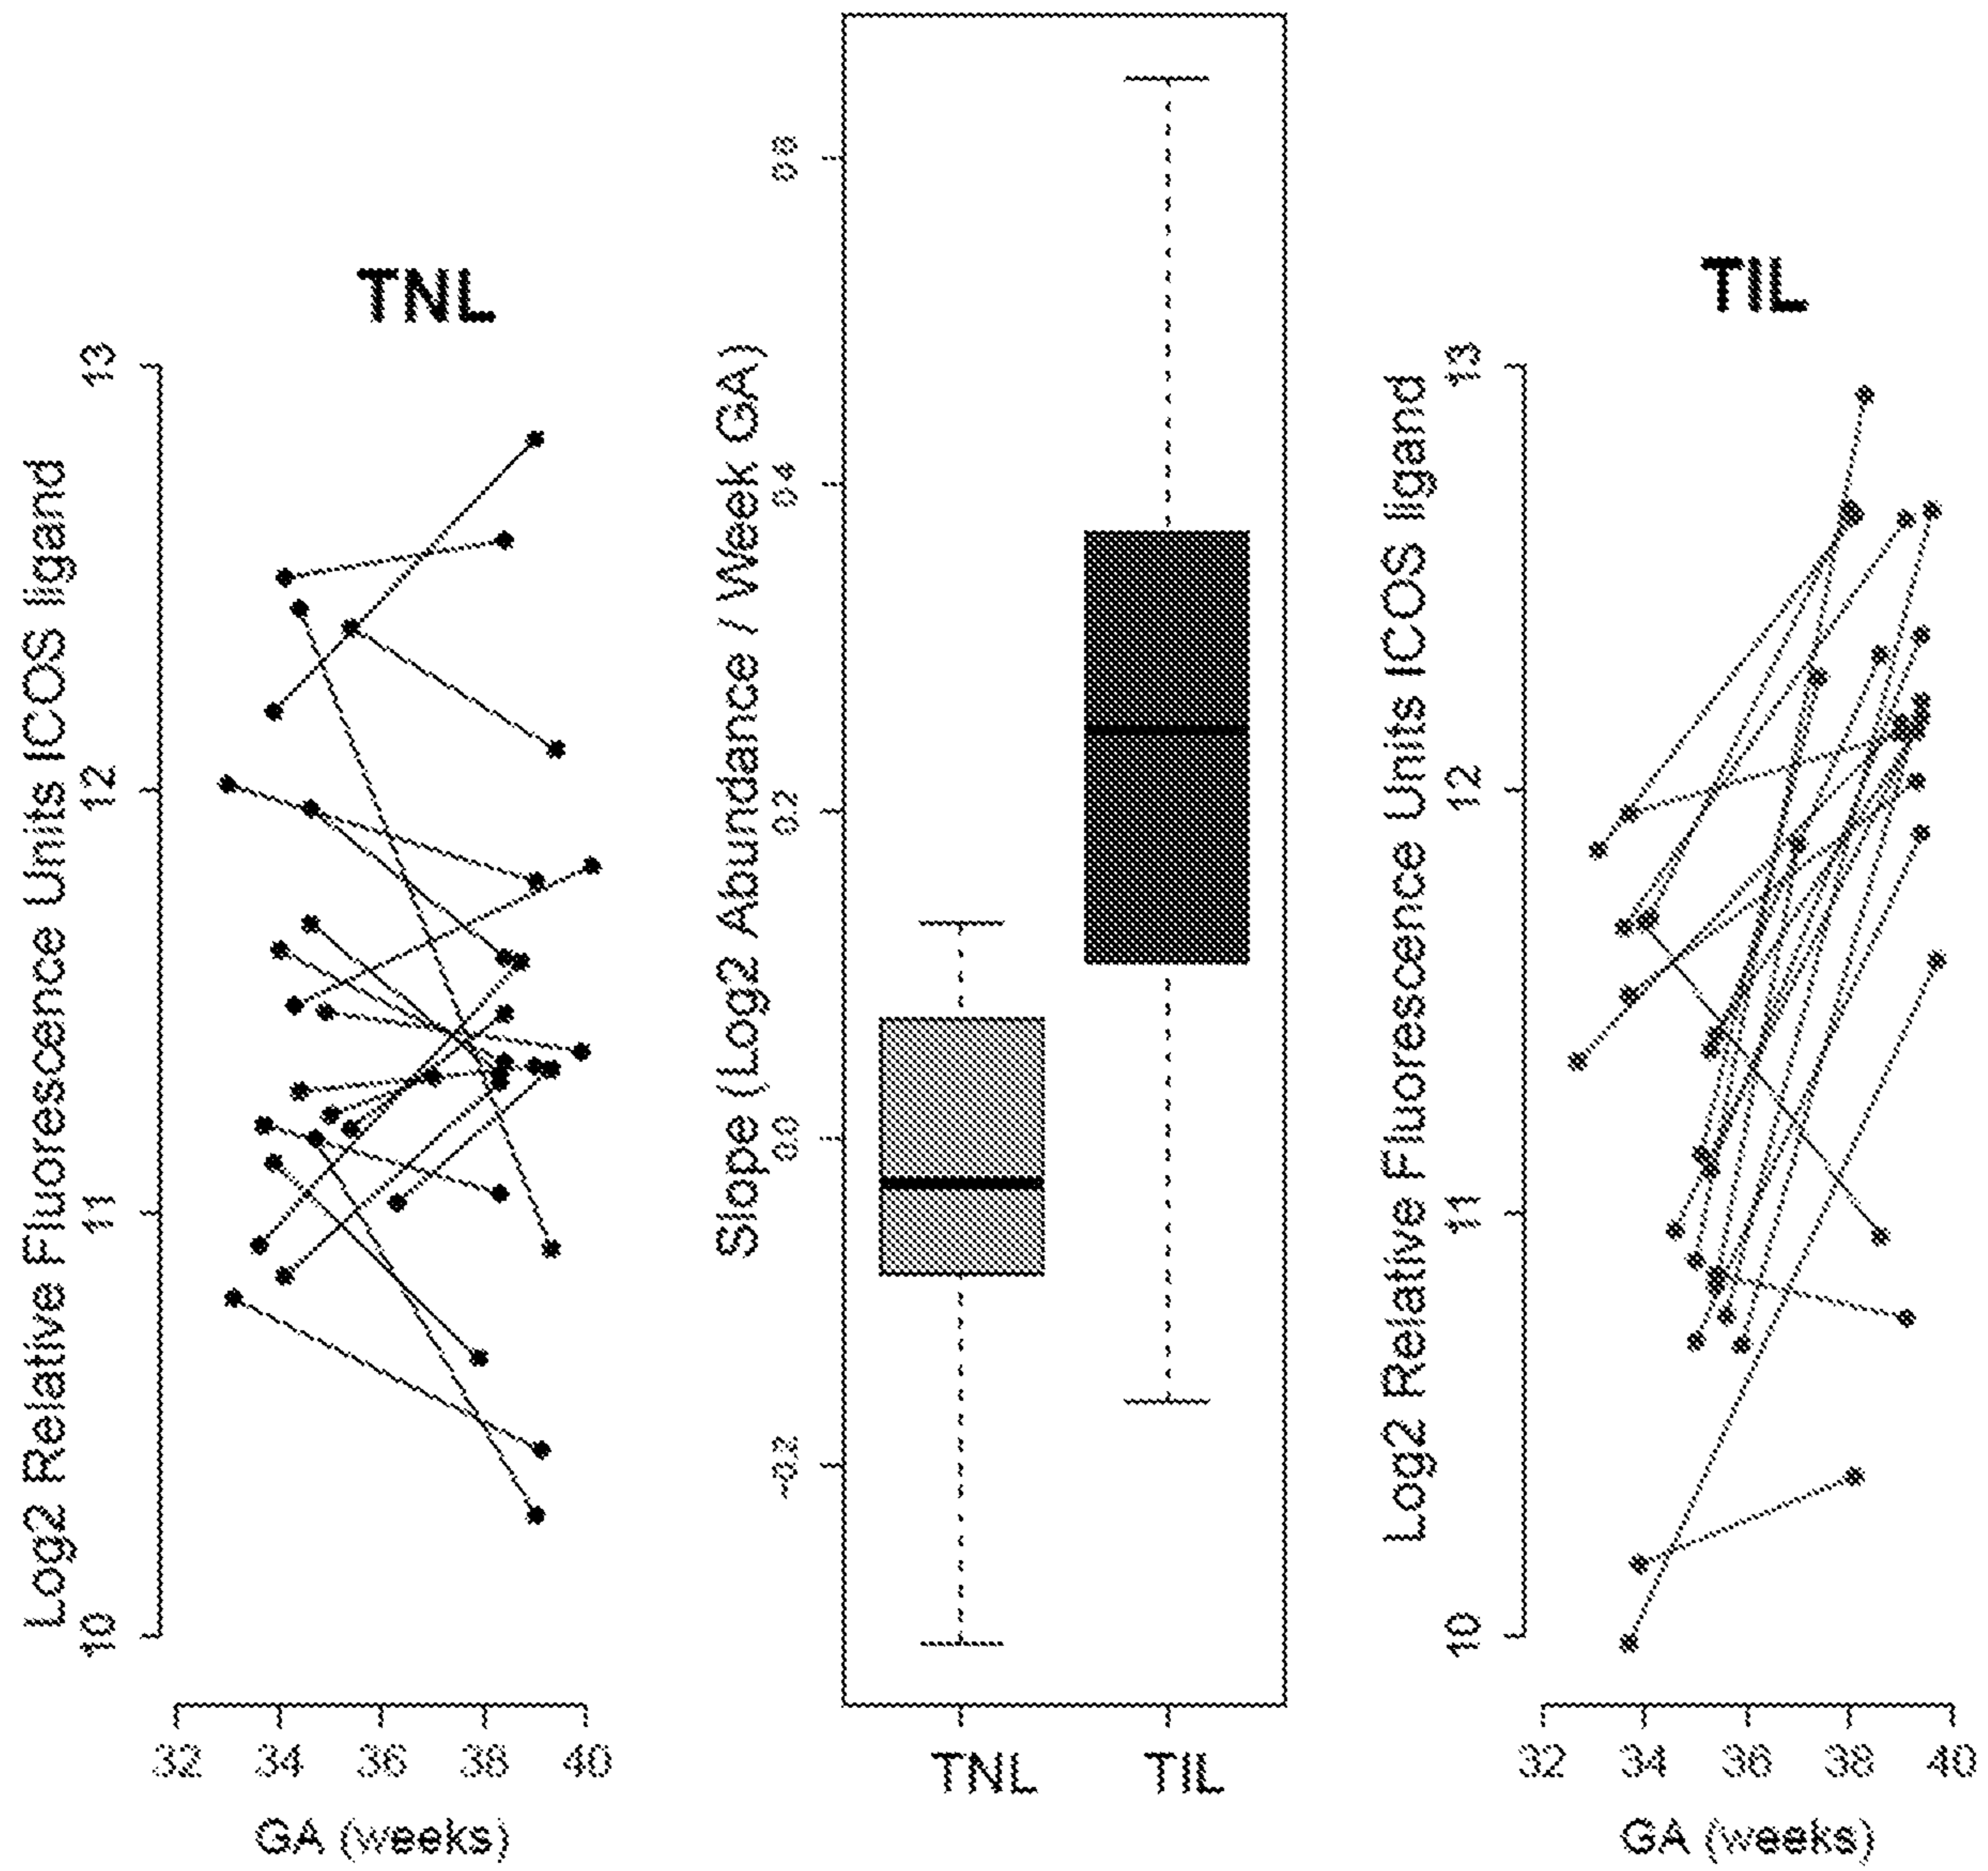 TNL
Log2 Relative Fluorescence Units ICOS ligand
13
12
11
10
32 34 36 38 40
GA (weeks)
Slope (Log2 Abundance / Week GA)
0.6
0.4
0.2
0.0
-0.2
TNL TIL
TIL
Log2 Relative Fluorescence Units ICOS ligand
13
12
11
10
32 34 36 38 40
GA (weeks)